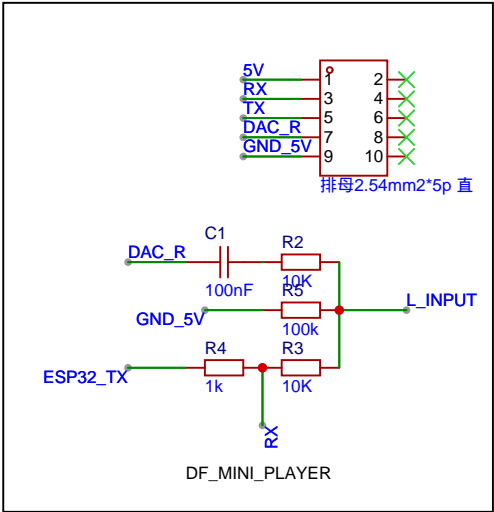 5V
RX
TX
DAC_R
GND_5V
1 2
3 4
5 6
7 8
9 10
排母2.54mm2*5p 直
C1
DAC_R
100nF
R2
10K
R5
100k
GND_5V
L_INPUT
R4
1k
R3
10K
ESP32_TX
RX
DF_MINI_PLAYER